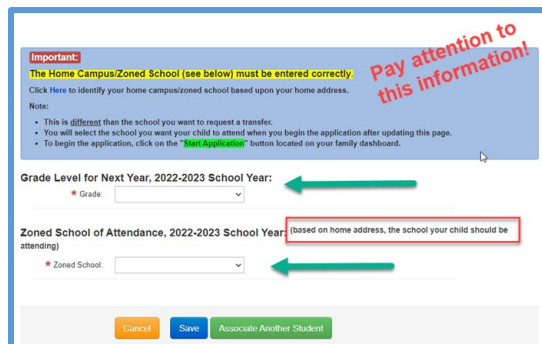 Important:
Pay attention to
this information!
The Home Campus/Zoned School (see below) must be entered correctly.
Click Here to identify your home campus/zoned school based upon your home address.
Note:
• This is different than the school you want to request a transfer.
• You will select the school you want your child to attend when you begin the application after updating this page.
• To begin the application, click on the "Start Application" button located on your family dashboard.
Grade Level for Next Year, 2022-2023 School Year:
* Grade:
Zoned School of Attendance, 2022-2023 School Year: (based on home address, the school your child should be
attending)
* Zoned School:
Cancel Save Associate Another Student